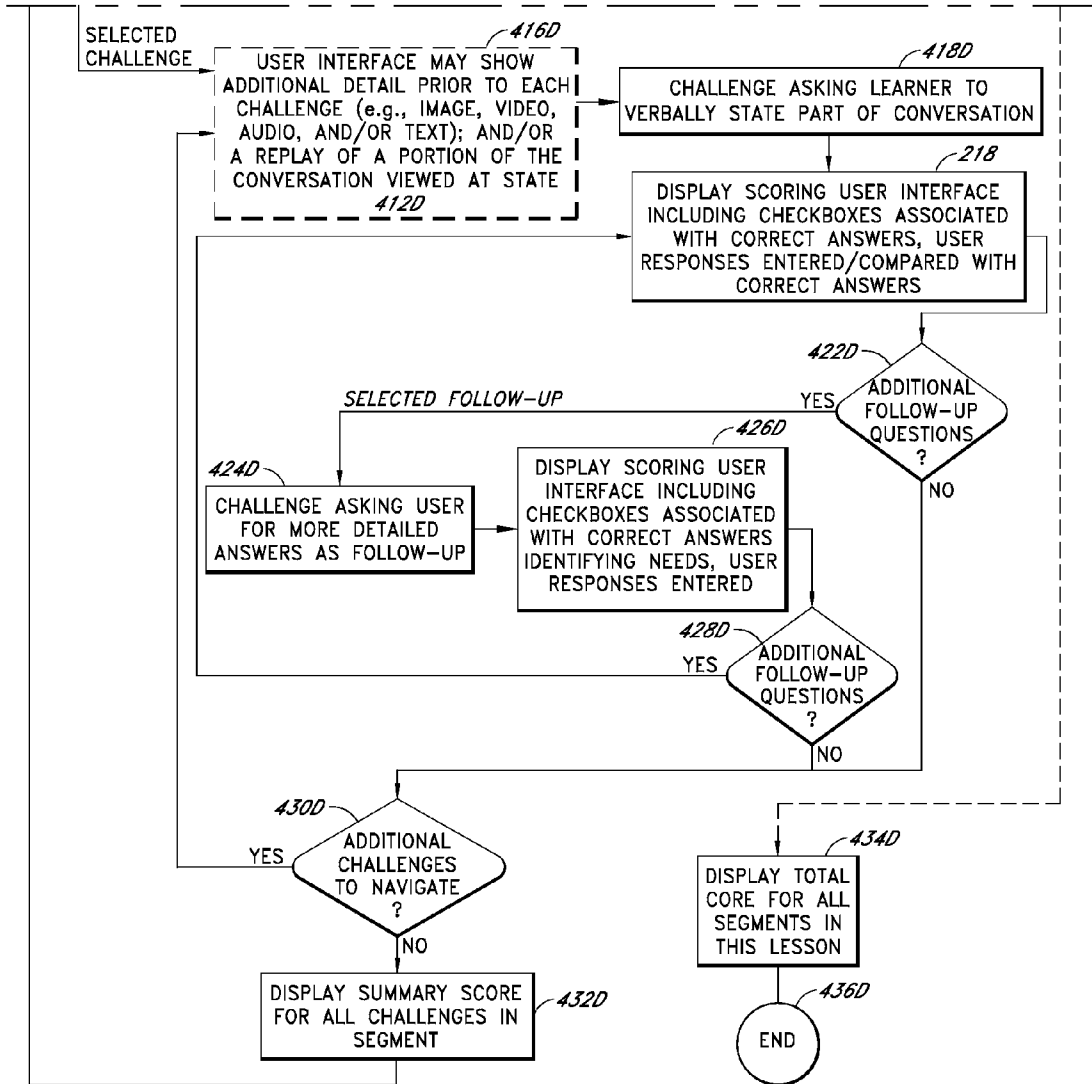 SELECTED
CHALLENGE
416D
USER INTERFACE MAY SHOW
ADDITIONAL DETAIL PRIOR TO EACH
CHALLENGE (e.g., IMAGE, VIDEO,
AUDIO, AND/OR TEXT); AND/OR
A REPLAY OF A PORTION OF THE
CONVERSATION VIEWED AT STATE
412D
418D
CHALLENGE ASKING LEARNER TO
VERBALLY STATE PART OF CONVERSATION
218
DISPLAY SCORING USER INTERFACE
INCLUDING CHECKBOXES ASSOCIATED
WITH CORRECT ANSWERS, USER
RESPONSES ENTERED/COMPARED WITH
CORRECT ANSWERS
422D
ADDITIONAL
FOLLOW-UP
QUESTIONS
?
YES
NO
SELECTED FOLLOW-UP
424D
CHALLENGE ASKING USER
FOR MORE DETAILED
ANSWERS AS FOLLOW-UP
426D
DISPLAY SCORING USER
INTERFACE INCLUDING
CHECKBOXES ASSOCIATED
WITH CORRECT ANSWERS
IDENTIFYING NEEDS, USER
RESPONSES ENTERED
428D
ADDITIONAL
FOLLOW-UP
QUESTIONS
?
YES
NO
430D
ADDITIONAL
CHALLENGES
TO NAVIGATE
?
YES
NO
432D
DISPLAY SUMMARY SCORE
FOR ALL CHALLENGES IN
SEGMENT
434D
DISPLAY TOTAL
CORE FOR ALL
SEGMENTS IN
THIS LESSON
436D
END